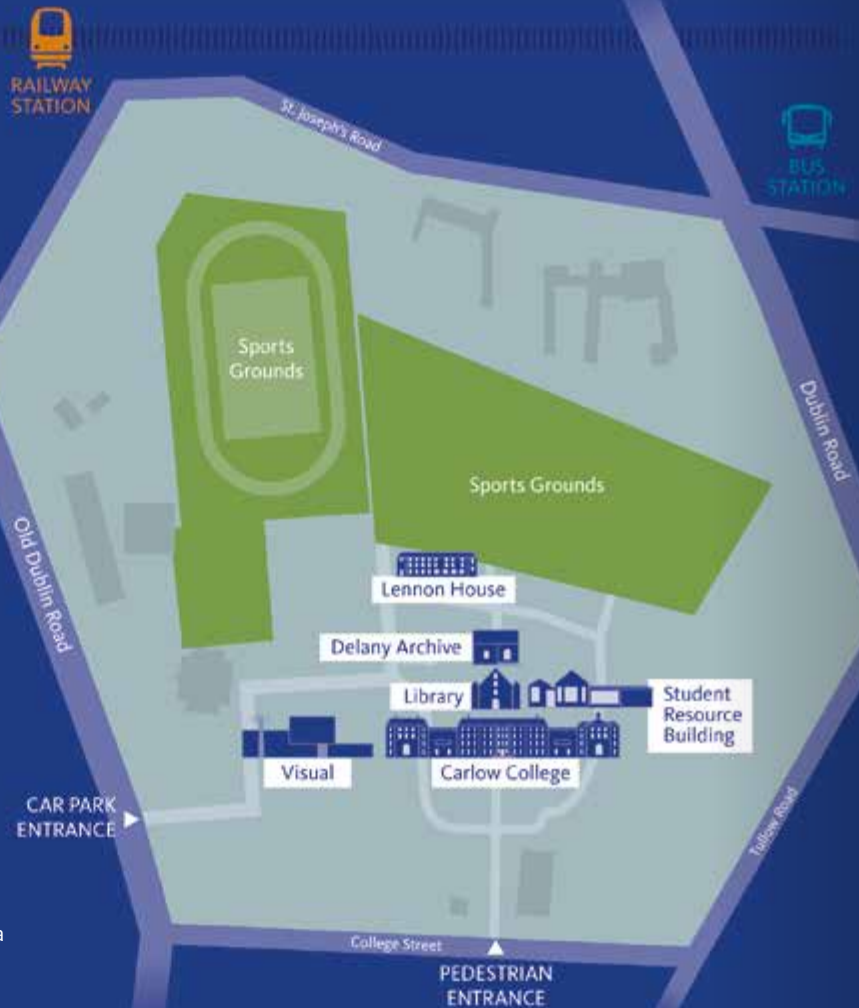 RAILWAY
STATION
St. Joseph's Road
BUS
STATION
Sports
Grounds
Dublin Road
Sports Grounds
Old Dublin Road
Lennon House
Delany Archive
Library
Student
Resource
Building
Visual
Carlow College
CAR PARK
ENTRANCE
Tullow Road
a
College Street
PEDESTRIAN
ENTRANCE